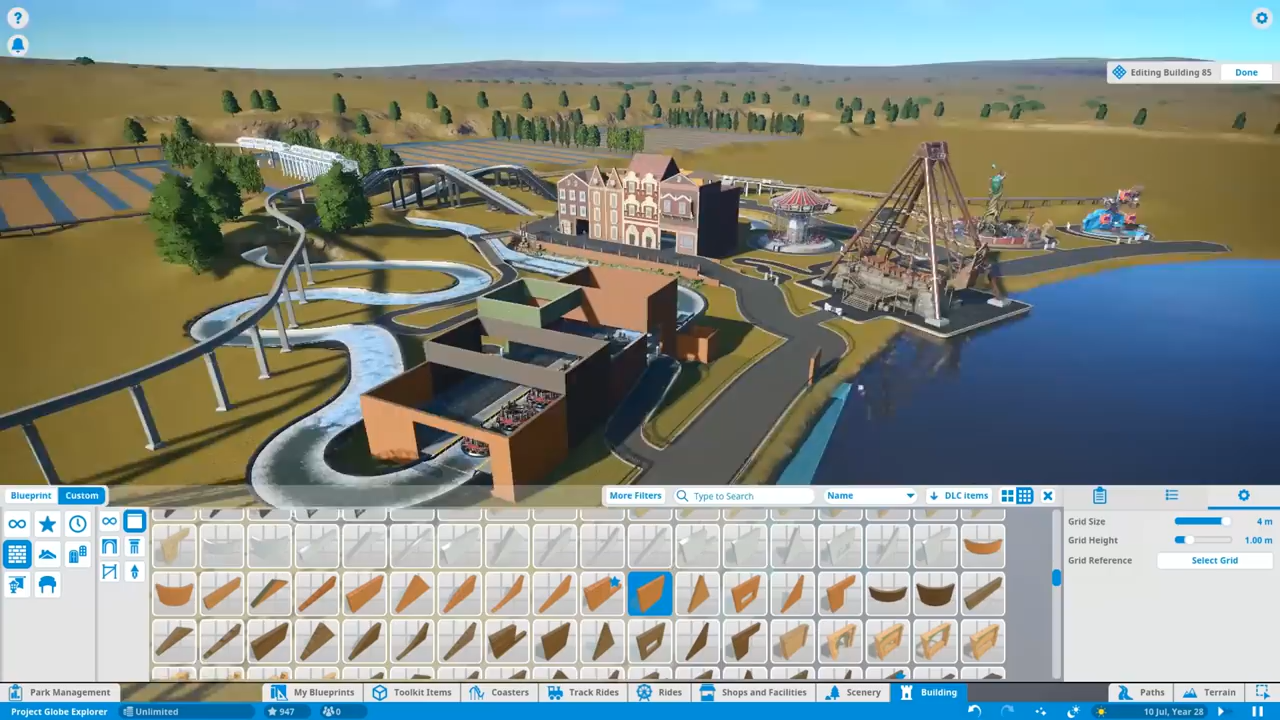 ?
Editing Building 85
Done
Blueprint
Custom
More Filters
Type to Search
Name
DLC items
Grid Size
4 m
Grid Height
1.00 m
Grid Reference
Select Grid
Park Management
My Blueprints
Toolkit Items
Coasters
Track Rides
Rides
Shops and Facilities
Scenery
Building
Paths
Terrain
Project Globe Explorer
Unlimited
947
0
10 Jul, Year 28